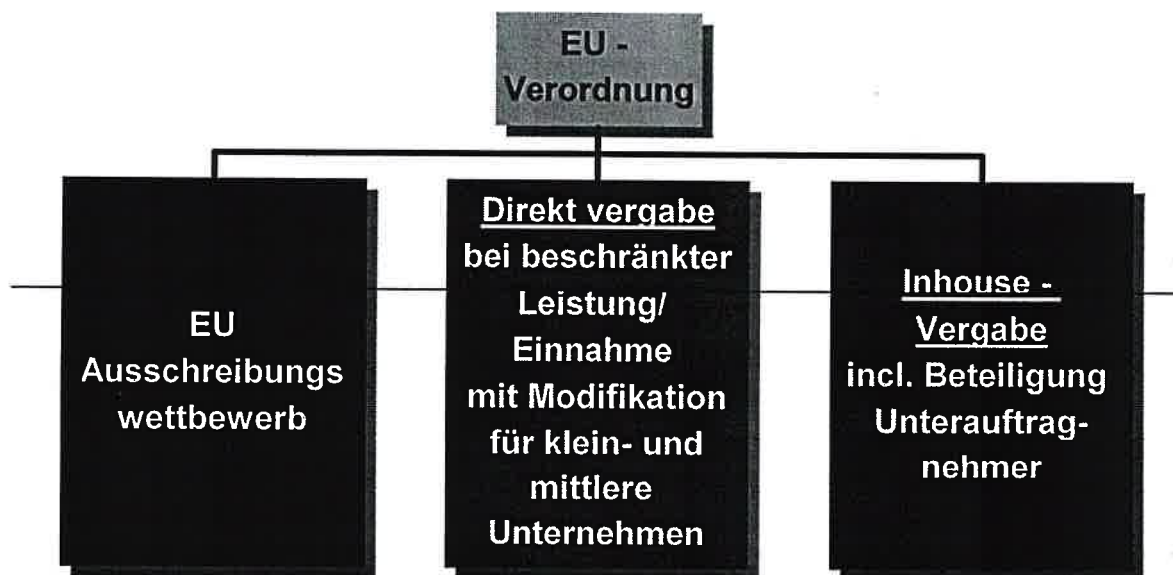 EU -
Verordnung
EU
Ausschreibungs
wettbewerb
Direkt vergabe
bei beschränkter
Leistung/
Einnahme
mit Modifikation
für klein- und
mittlere
Unternehmen
Inhouse -
Vergabe
incl. Beteiligung
Unterauftrag-
nehmer